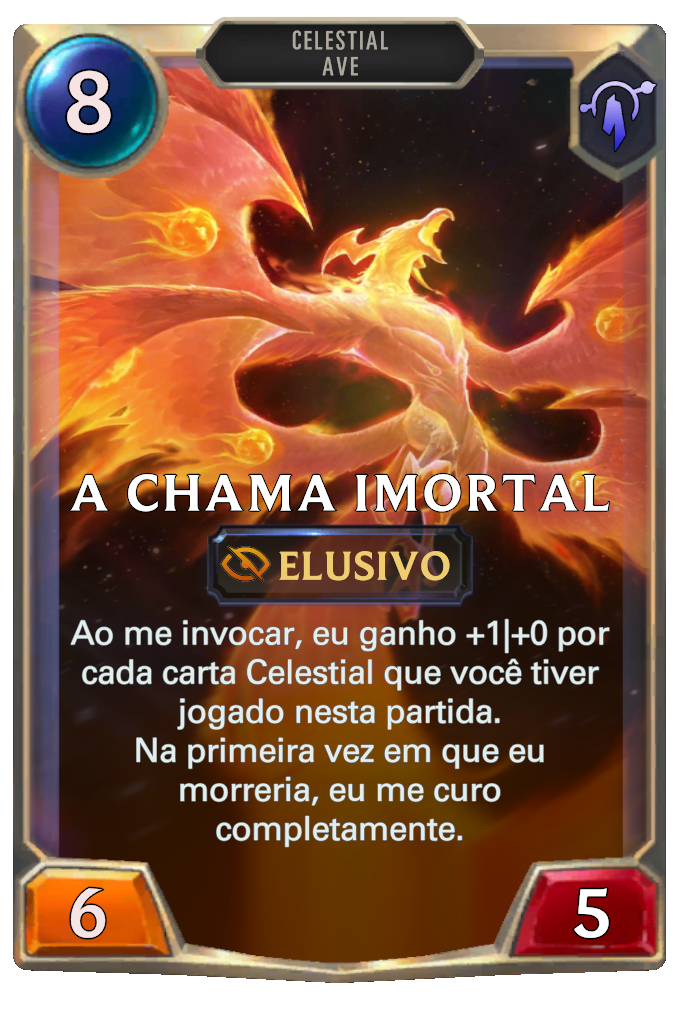 CELESTIAL
AVE
8
A CHAMA IMORTAL
ELUSIVO
Ao me invocar, eu ganho +1|+0 por
cada carta Celestial que você tiver
jogado nesta partida.
Na primeira vez em que eu
morreria, eu me curo
completamente.
6
5